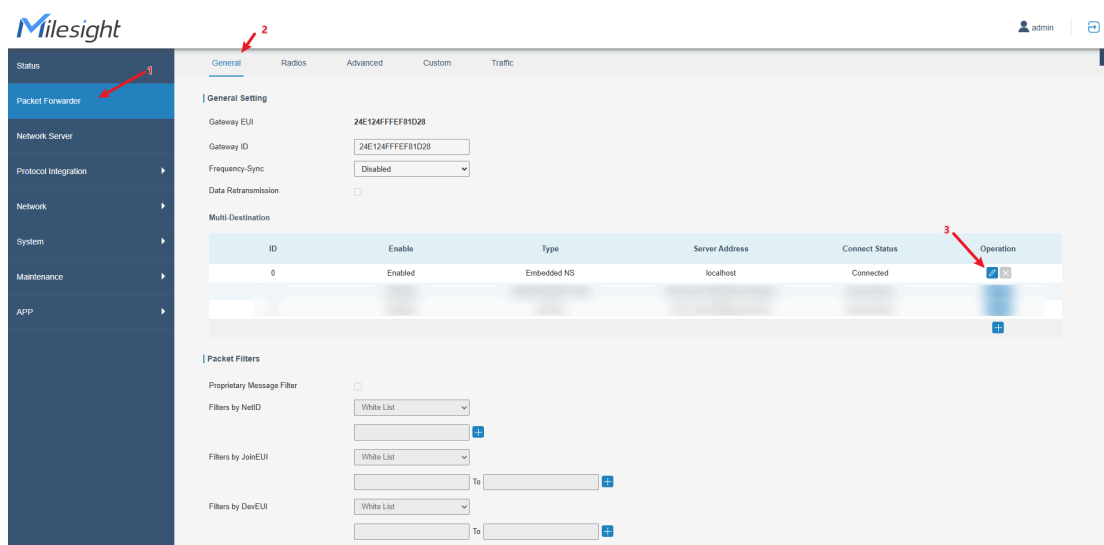 Milesight
2
admin
Status
1
General Radios Advanced Custom Traffic
Packet Forwarder
General Setting
Gateway EUI 24E124FFFEF81D28
Network Server
Gateway ID 24E124FFFEF81D28
Frequency-Sync Disabled
Protocol Integration
Data Retransmission
Network
Multi-Destination
System
3
ID Enable Type Server Address Connect Status Operation
Maintenance
0 Enabled Embedded NS localhost Connected
APP
Packet Filters
Proprietary Message Filter
Filters by NetID White List
Filters by JoinEUI White List
To
Filters by DevEUI White List
To